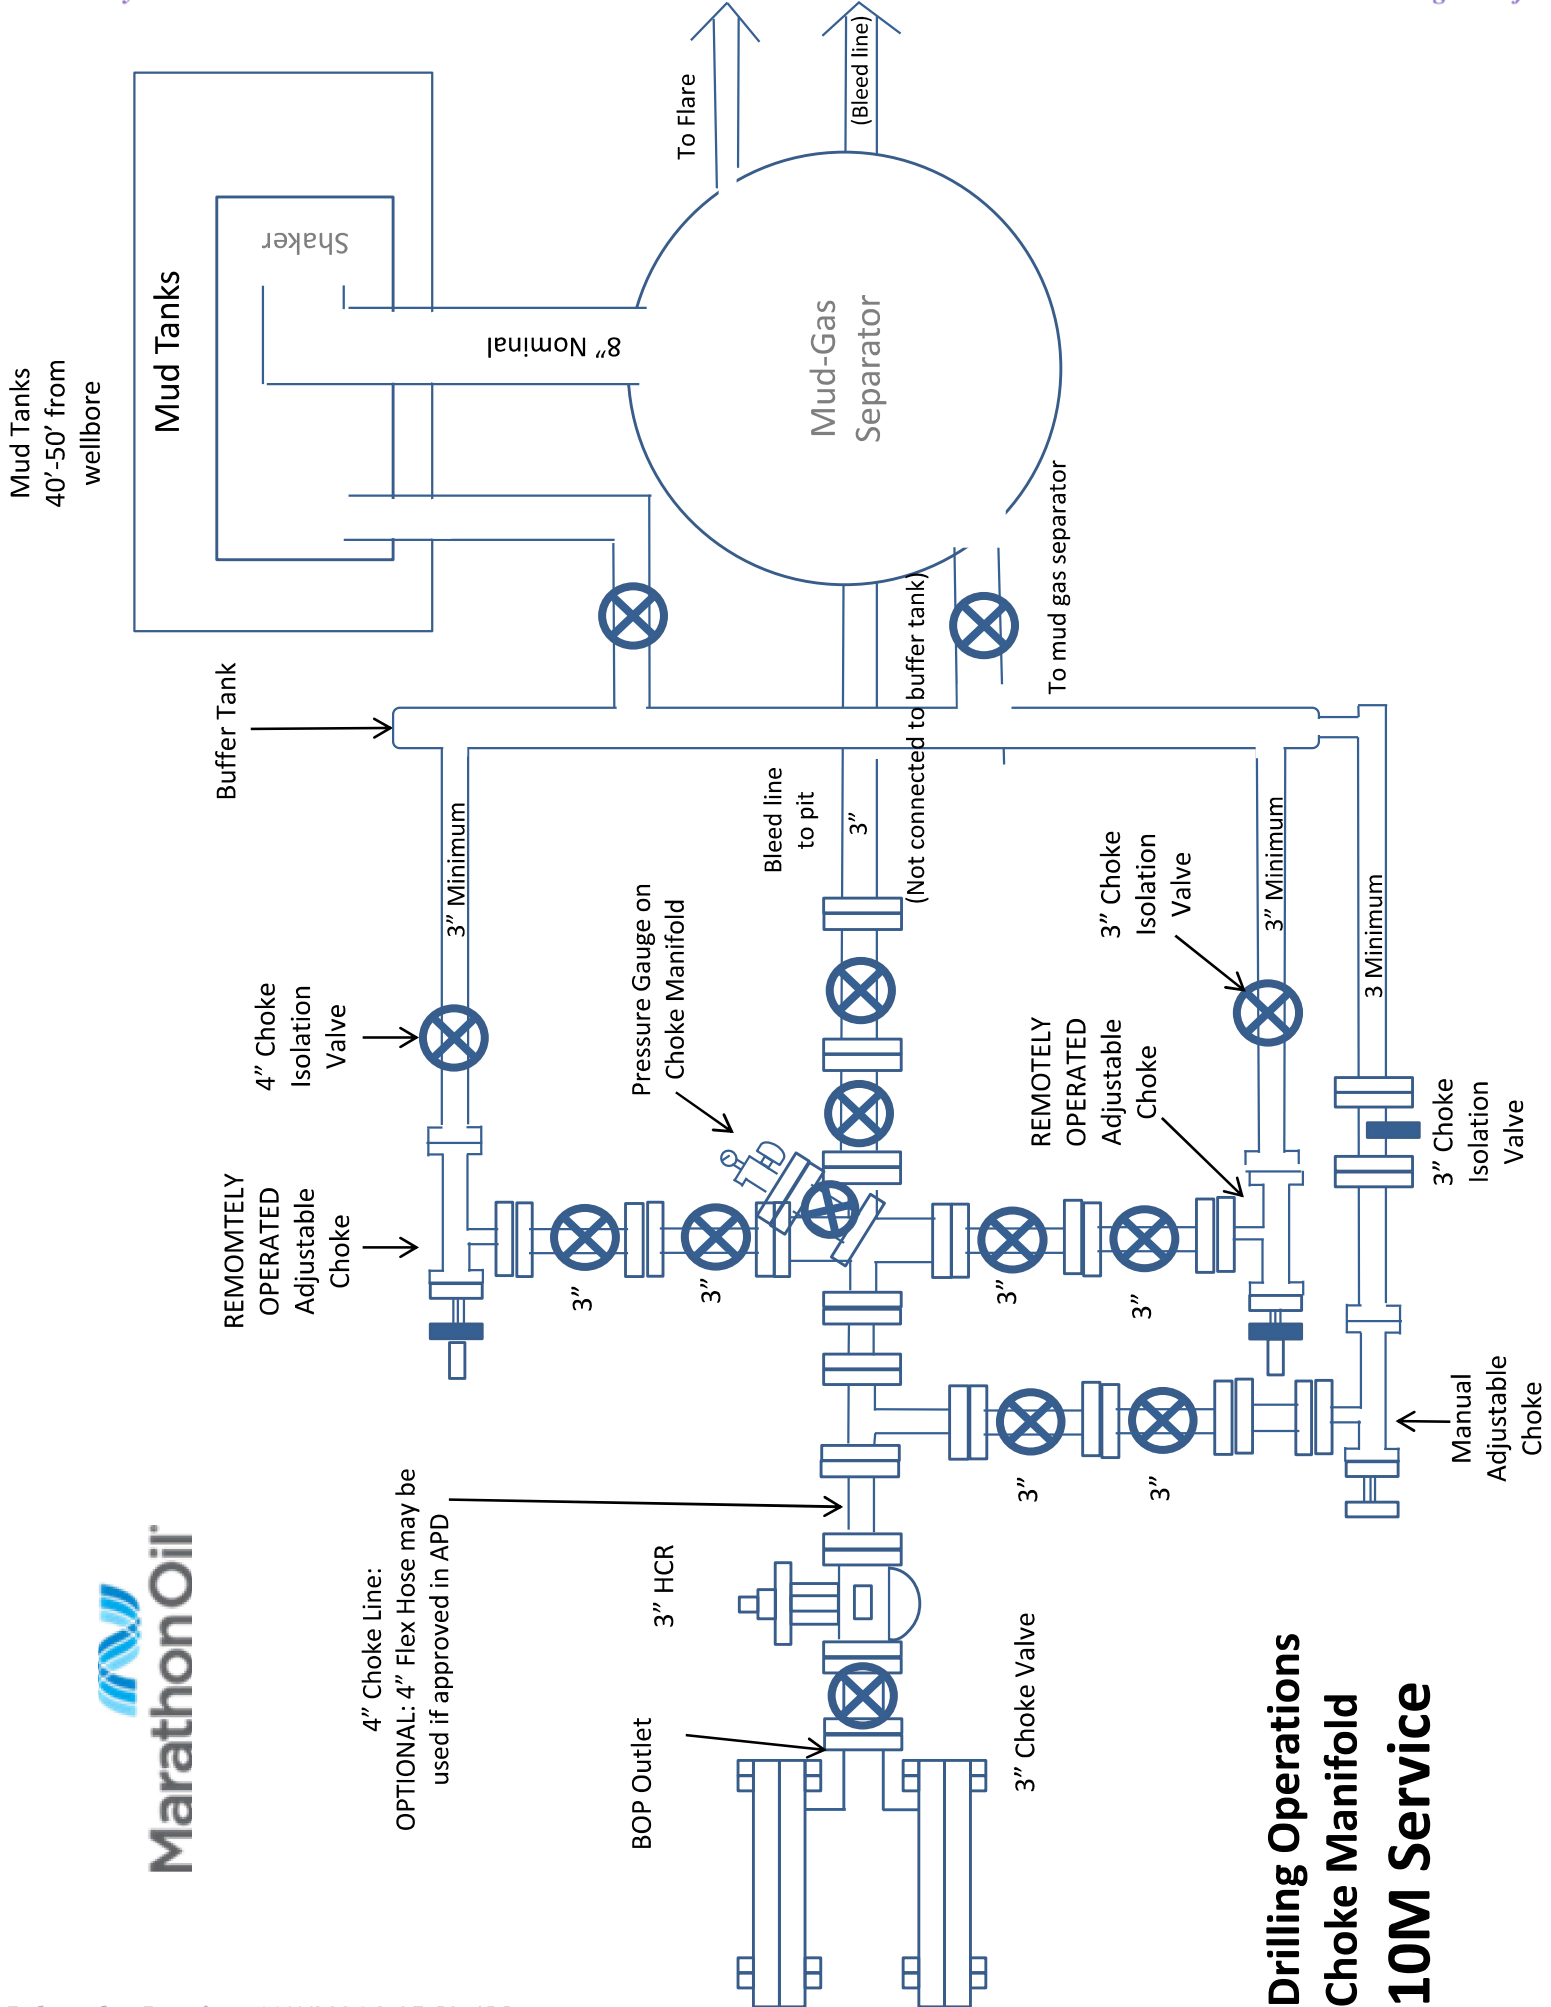 MarathonOil
Mud Tanks
40’-50’ from
wellbore
Mud Tanks
Shaker
8” Nominal
To Flare
(Bleed line)
Mud-Gas
Separator
To mud gas separator
(Not connected to buffer tank)
Buffer Tank
3” Minimum
Bleed line
to pit
3”
4” Choke
Isolation
Valve
Pressure Gauge on
Choke Manifold
REMOMTELY
OPERATED
Adjustable
Choke
3”
3”
3” Choke
Isolation
Valve
3” Minimum
REMOTELY
OPERATED
Adjustable
Choke
3 Minimum
3” Choke
Isolation
Valve
3”
3”
3”
3”
Manual
Adjustable
Choke
4” Choke Line:
OPTIONAL: 4” Flex Hose may be
used if approved in APD
3” HCR
BOP Outlet
3” Choke Valve
Drilling Operations
Choke Manifold
10M Service